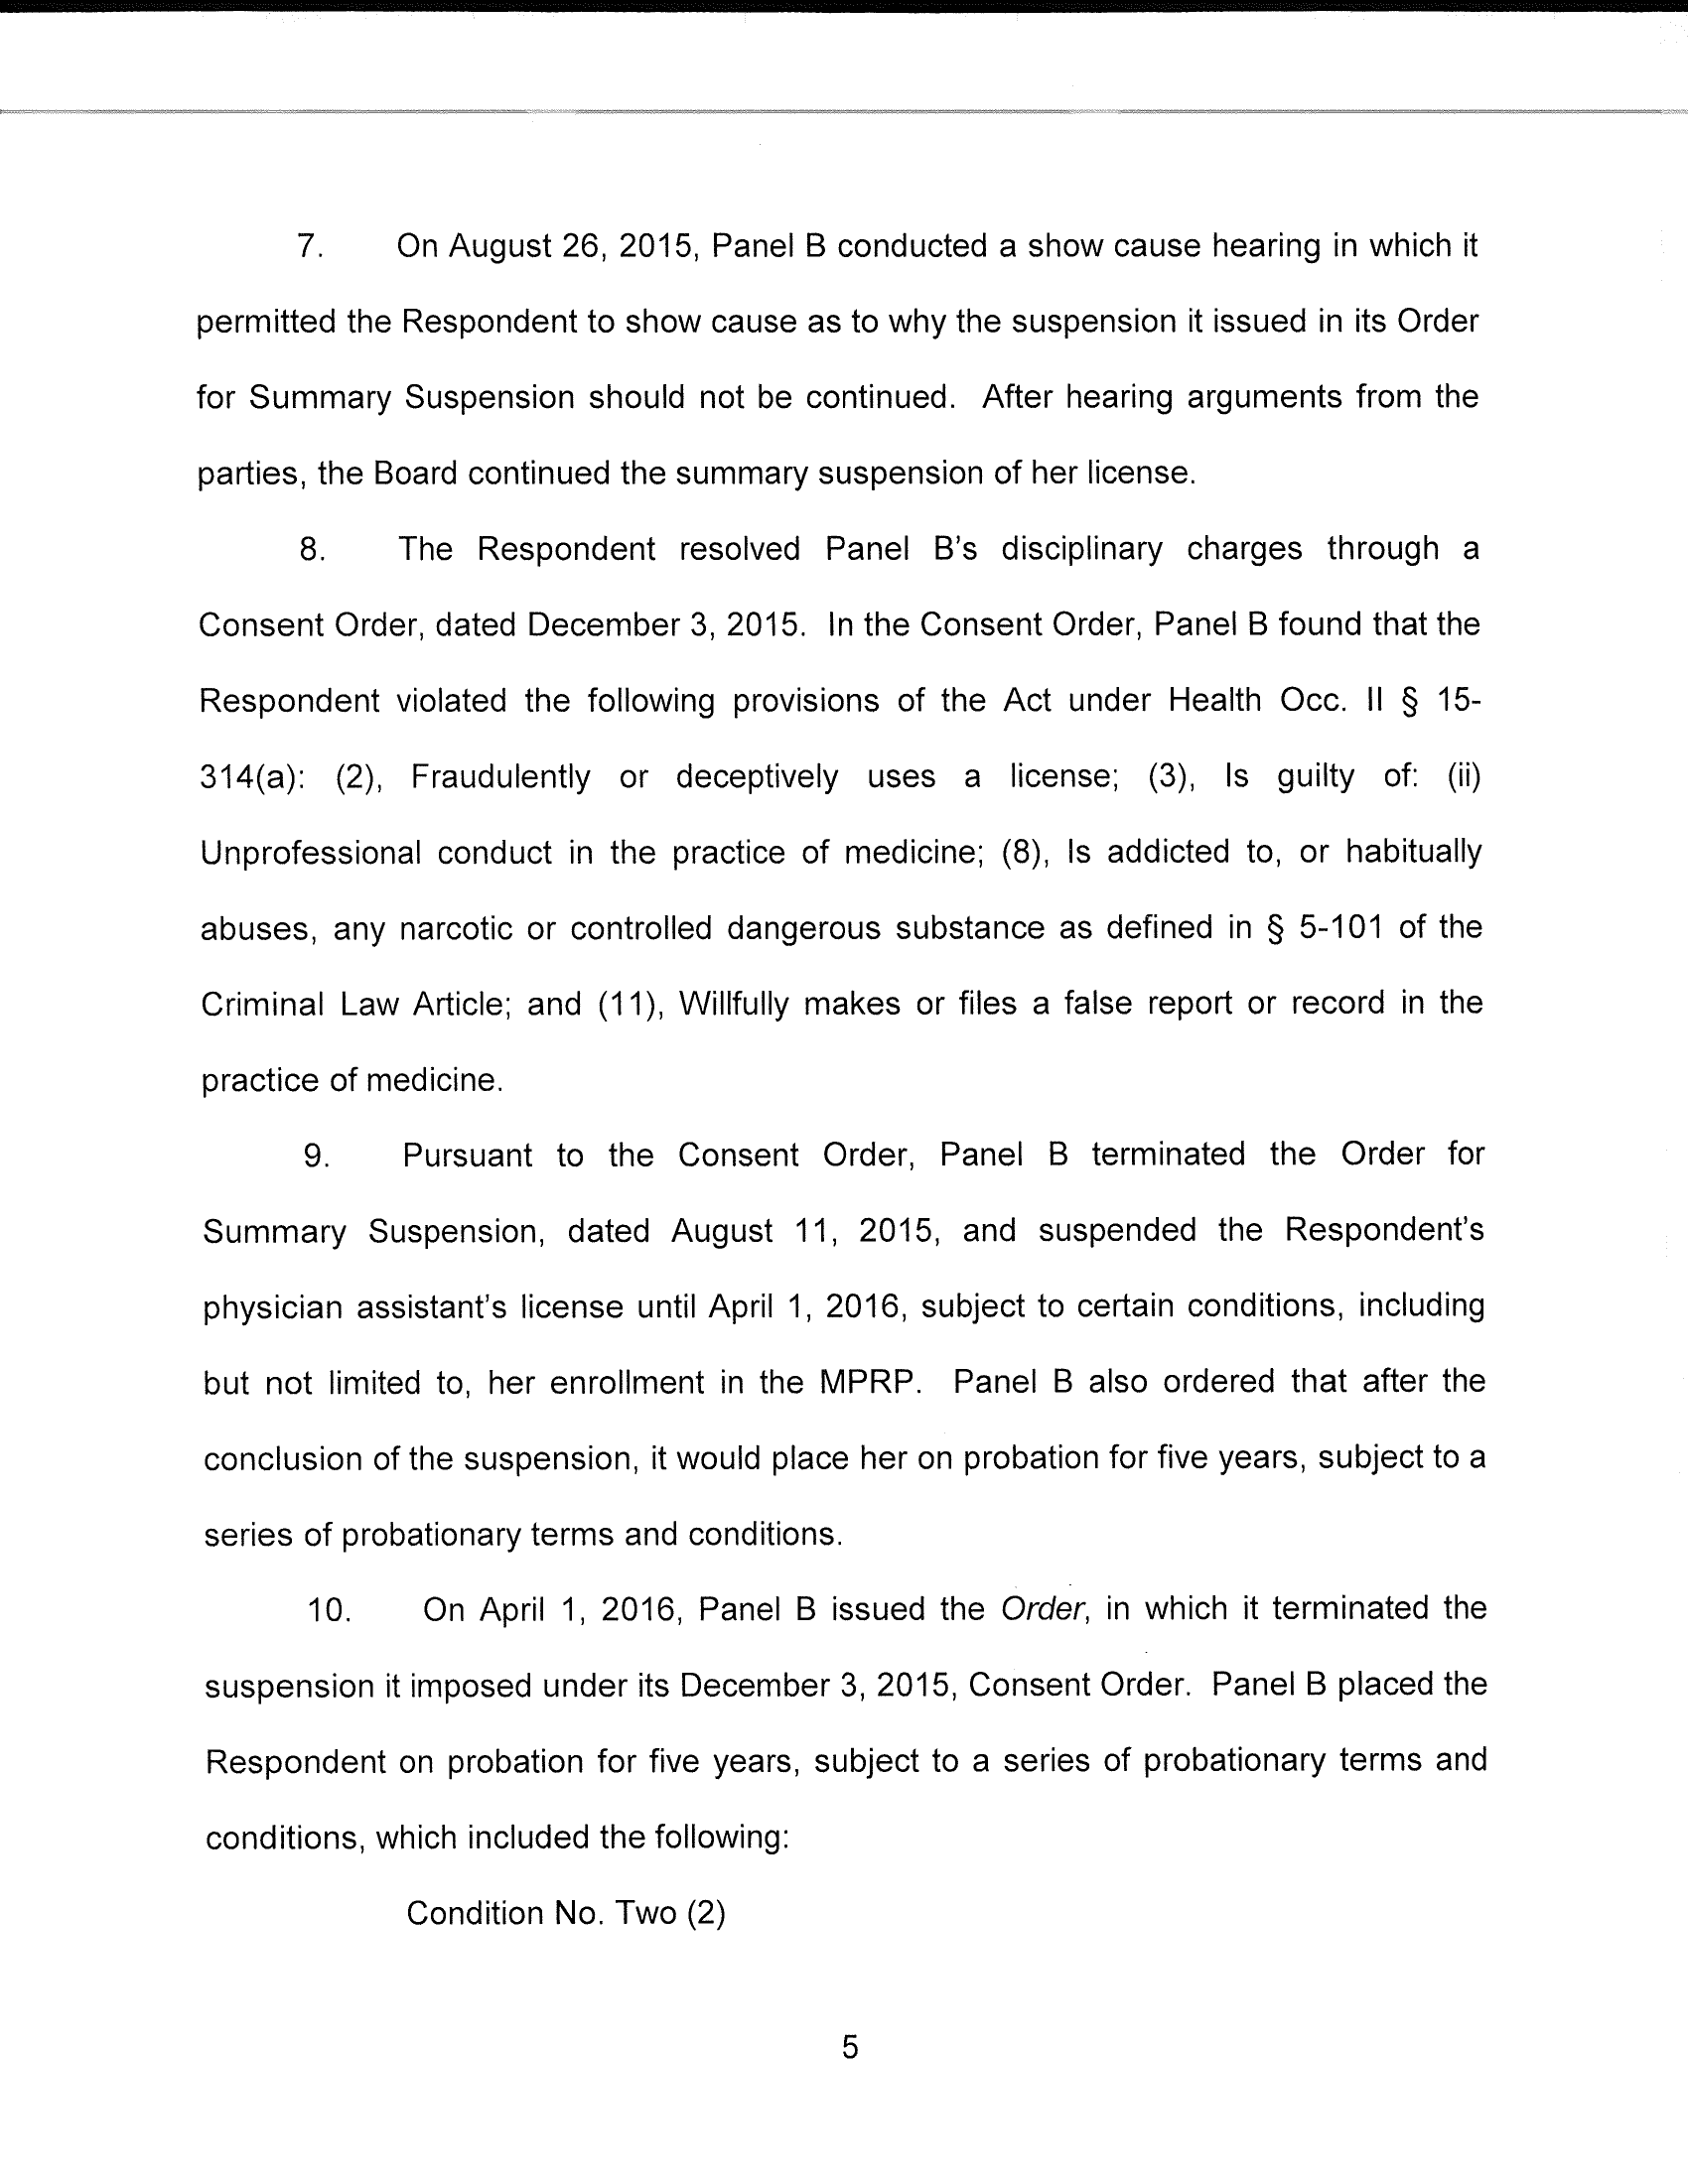 7. On August 26, 2015, Panel B conducted a show cause hearing in which it
permitted the Respondent to show cause as to why the suspension it issued in its Order
for Summary Suspension should not be continued. After hearing arguments from the
parties, the Board continued the summary suspension of her license.
8. The Respondent resolved Panel B's disciplinary charges through a
Consent Order, dated December 3, 2015. In the Consent Order, Panel B found that the
Respondent violated the following provisions of the Act under Health Occ. II § 15-
314(a): (2), Fraudulently or deceptively uses a license; (3), Is guilty of: (ii)
Unprofessional conduct in the practice of medicine; (8), Is addicted to, or habitually
abuses, any narcotic or controlled dangerous substance as defined in § 5-101 of the
Criminal Law Article; and (11), Willfully makes or files a false report or record in the
practice of medicine.
9. Pursuant to the Consent Order, Panel B terminated the Order for
Summary Suspension, dated August 11, 2015, and suspended the Respondent's
physician assistant's license until April 1, 2016, subject to certain conditions, including
but not limited to, her enrollment in the MPRP. Panel B also ordered that after the
conclusion of the suspension, it would place her on probation for five years, subject to a
series of probationary terms and conditions.
10. On April 1, 2016, Panel B issued the Order, in which it terminated the
suspension it imposed under its December 3, 2015, Consent Order. Panel B placed the
Respondent on probation for five years, subject to a series of probationary terms and
conditions, which included the following:
Condition No. Two (2)
5